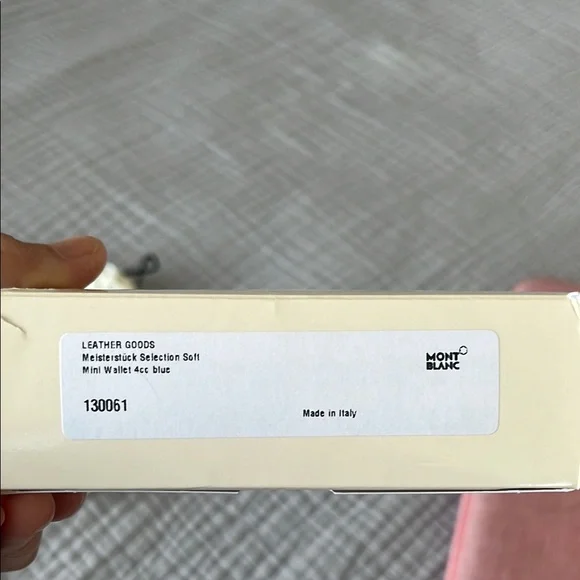 LEATHER GOODS
Meisterstück Selection Soft
Mini Wallet 4cc blue
MONT
BLANC
130061
Made in Italy